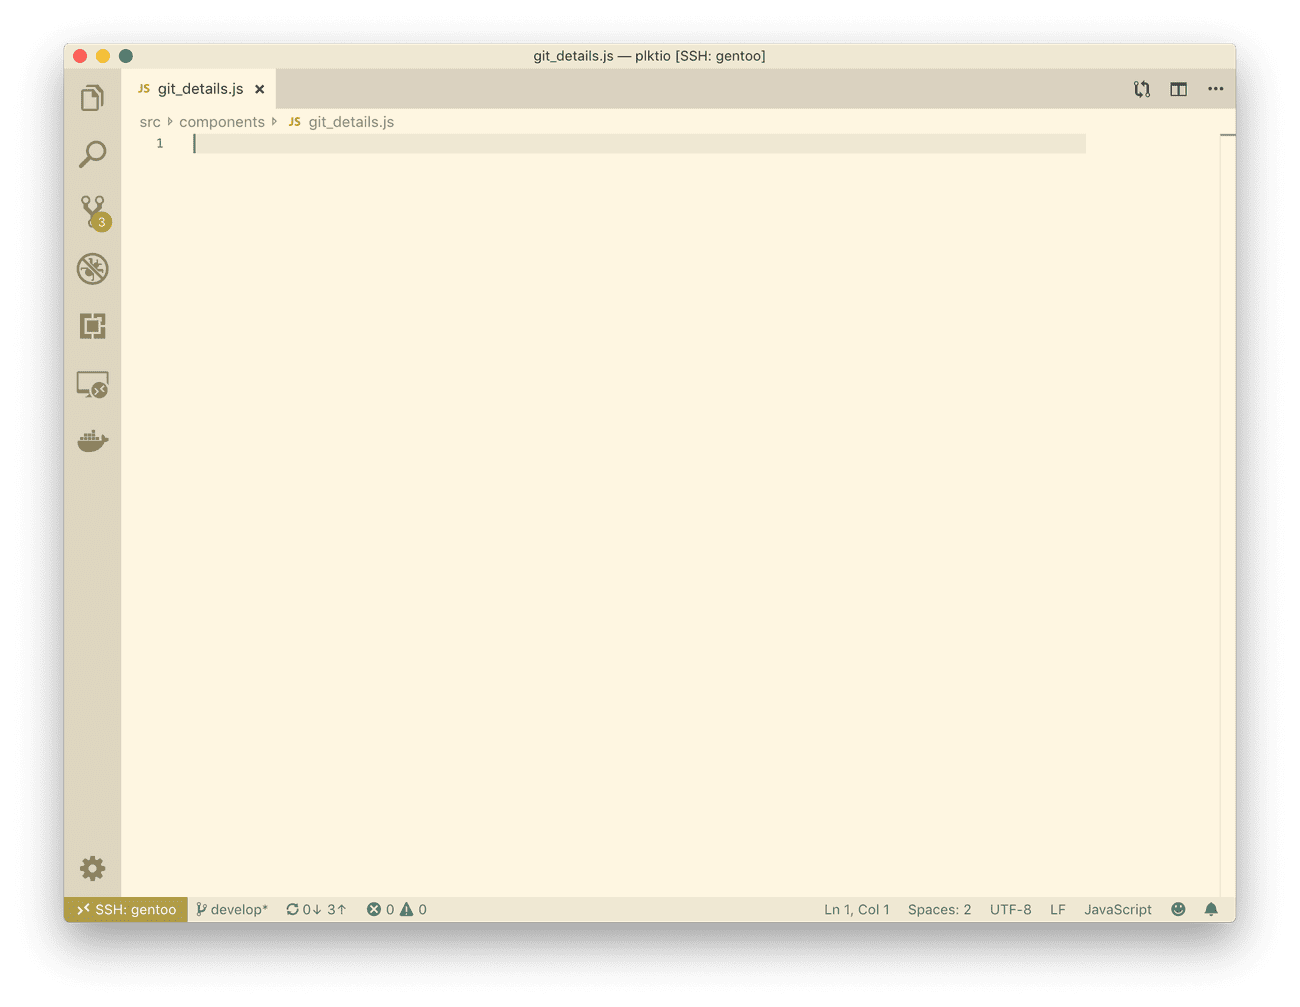 git_details.js — plktio [SSH: gentoo]
JS git_details.js ×
src components JS git_details.js
1
3
SSH: gentoo develop* 0↓ 3↑ 0 0 Ln 1, Col 1 Spaces: 2 UTF-8 LF JavaScript